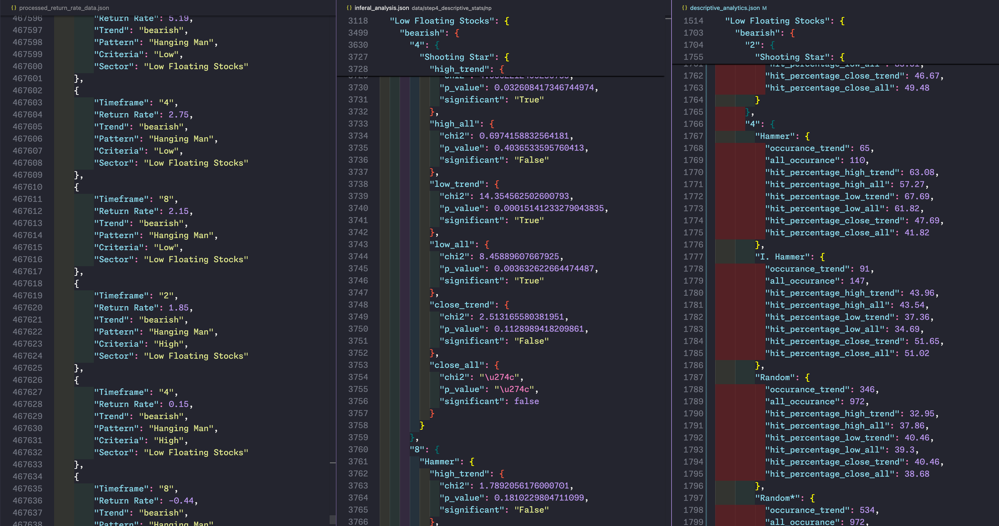 {} processed_return_rate_data.json
467596 "Return Rate": 5.19,
467597 "Trend": "bearish",
467598 "Pattern": "Hanging Man",
467599 "Criteria": "Low",
467600 "Sector": "Low Floating Stocks"
467601 },
467602 {
467603 "Timeframe": "4",
467604 "Return Rate": 2.75,
467605 "Trend": "bearish",
467606 "Pattern": "Hanging Man",
467607 "Criteria": "Low",
467608 "Sector": "Low Floating Stocks"
467609 },
467610 {
467611 "Timeframe": "8",
467612 "Return Rate": 2.15,
467613 "Trend": "bearish",
467614 "Pattern": "Hanging Man",
467615 "Criteria": "Low",
467616 "Sector": "Low Floating Stocks"
467617 },
467618 {
467619 "Timeframe": "2",
467620 "Return Rate": 1.85,
467621 "Trend": "bearish",
467622 "Pattern": "Hanging Man",
467623 "Criteria": "High",
467624 "Sector": "Low Floating Stocks"
467625 },
467626 {
467627 "Timeframe": "4",
467628 "Return Rate": 0.15,
467629 "Trend": "bearish",
467630 "Pattern": "Hanging Man",
467631 "Criteria": "High",
467632 "Sector": "Low Floating Stocks"
467633 },
467634 {
467635 "Timeframe": "8",
467636 "Return Rate": -0.44,
467637 "Trend": "bearish",
467638 "Pattern": "Hanging Man"
{} inferal_analysis.json data/step4_descriptive_stats/np
3118 "Low Floating Stocks": {
3499 "bearish": {
3630 "4": {
3727 "Shooting Star": {
3728 "high_trend": {
3730 "p_value": 0.032608417346744974,
3731 "significant": "True"
3732 },
3733 "high_all": {
3734 "chi2": 0.6974158832564181,
3735 "p_value": 0.4036533595760413,
3736 "significant": "False"
3737 },
3738 "low_trend": {
3739 "chi2": 14.354562502600793,
3740 "p_value": 0.00015141233279043835,
3741 "significant": "True"
3742 },
3743 "low_all": {
3744 "chi2": 8.45889607667925,
3745 "p_value": 0.003632622664474487,
3746 "significant": "True"
3747 },
3748 "close_trend": {
3749 "chi2": 2.513165580381951,
3750 "p_value": 0.1128989418209861,
3751 "significant": "False"
3752 },
3753 "close_all": {
3754 "chi2": "\u274c",
3755 "p_value": "\u274c",
3756 "significant": false
3757 }
3758 }
3759 },
3760 "8": {
3761 "Hammer": {
3762 "high_trend": {
3763 "chi2": 1.7892056176000701,
3764 "p_value": 0.1810229804711099,
3765 "significant": "False"
3766 },
{} descriptive_analytics.json M
1514 "Low Floating Stocks": {
1703 "bearish": {
1704 "2": {
1755 "Shooting Star": {
1762 "hit_percentage_close_trend": 46.67,
1763 "hit_percentage_close_all": 49.48
1764 }
1765 },
1766 "4": {
1767 "Hammer": {
1768 "occurance_trend": 65,
1769 "all_occurance": 110,
1770 "hit_percentage_high_trend": 63.08,
1771 "hit_percentage_high_all": 57.27,
1772 "hit_percentage_low_trend": 67.69,
1773 "hit_percentage_low_all": 61.82,
1774 "hit_percentage_close_trend": 47.69,
1775 "hit_percentage_close_all": 41.82
1776 },
1777 "I. Hammer": {
1778 "occurance_trend": 91,
1779 "all_occurance": 147,
1780 "hit_percentage_high_trend": 43.96,
1781 "hit_percentage_high_all": 43.54,
1782 "hit_percentage_low_trend": 37.36,
1783 "hit_percentage_low_all": 34.69,
1784 "hit_percentage_close_trend": 51.65,
1785 "hit_percentage_close_all": 51.02
1786 },
1787 "Random": {
1788 "occurance_trend": 346,
1789 "all_occurance": 972,
1790 "hit_percentage_high_trend": 32.95,
1791 "hit_percentage_high_all": 37.86,
1792 "hit_percentage_low_trend": 40.46,
1793 "hit_percentage_low_all": 39.3,
1794 "hit_percentage_close_trend": 40.46,
1795 "hit_percentage_close_all": 38.68
1796 },
1797 "Random*": {
1798 "occurance_trend": 534,
1799 "all_occurance": 972,